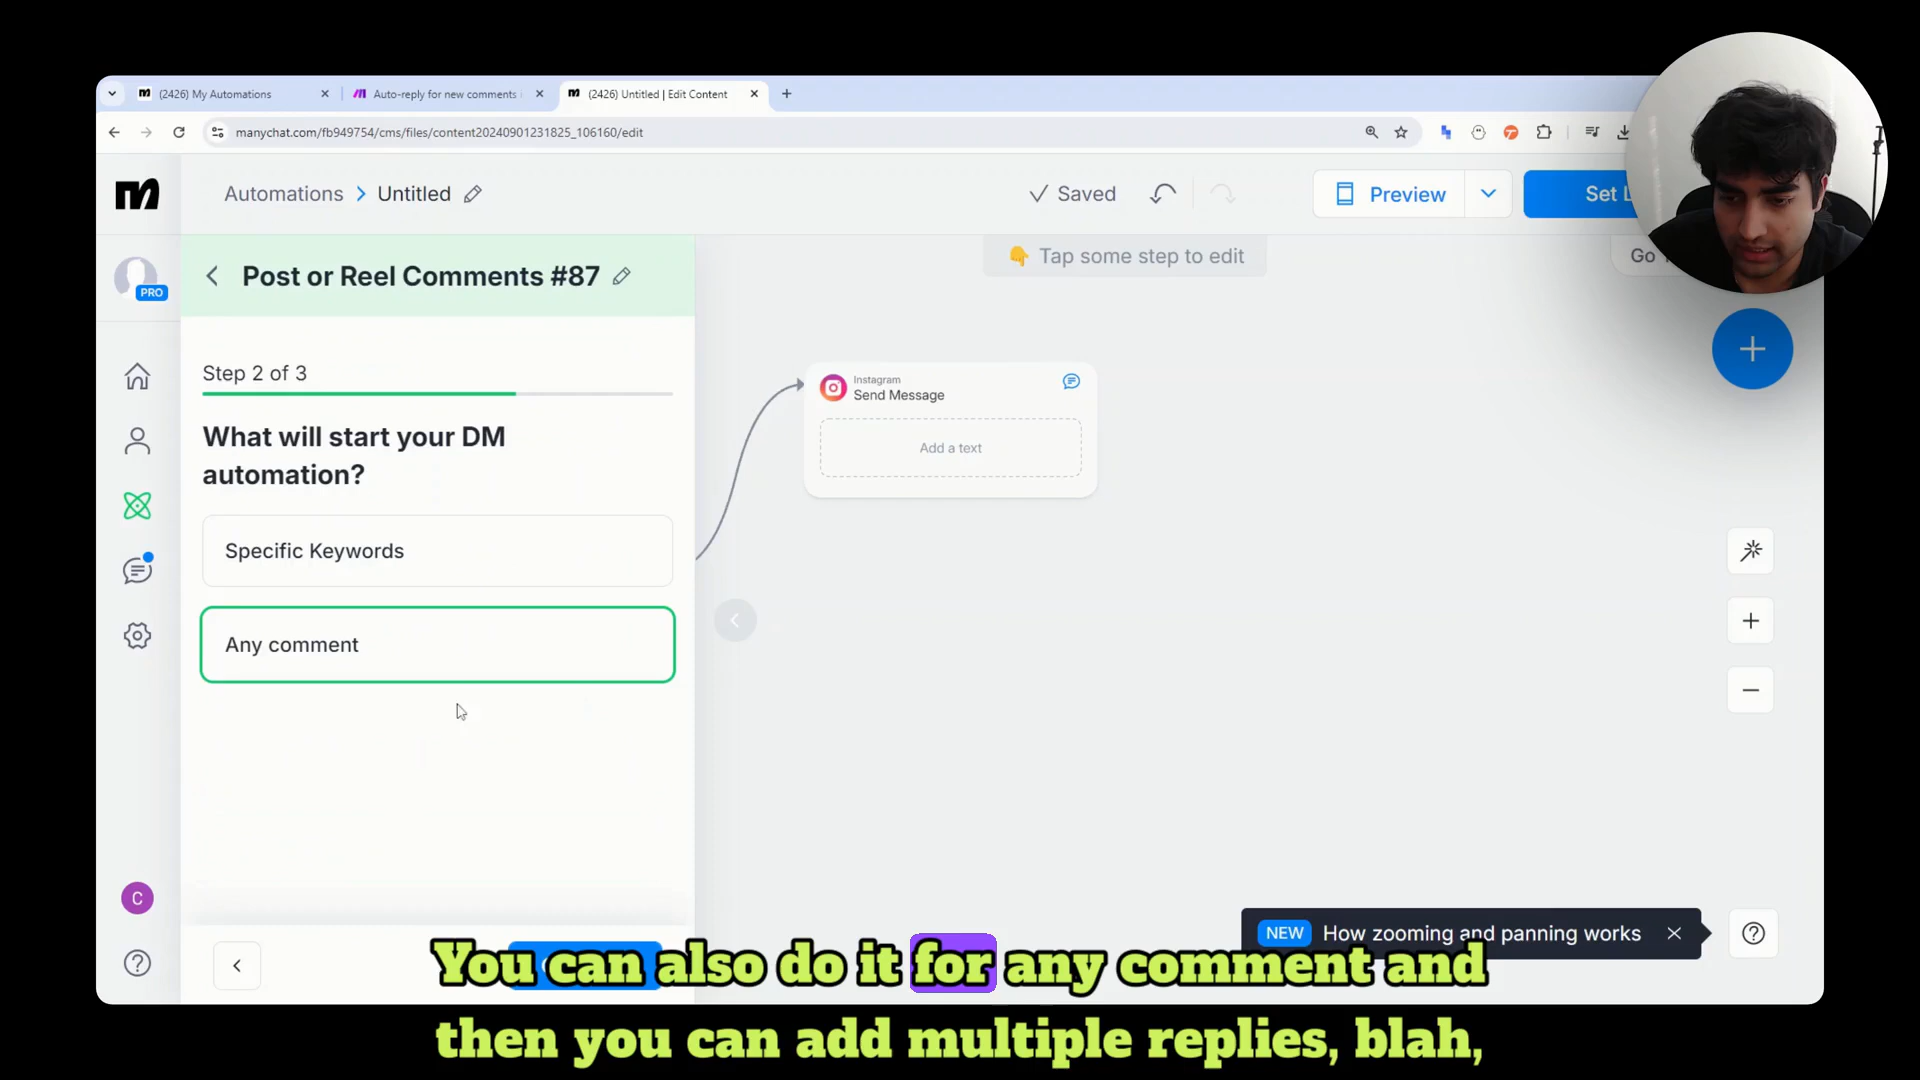 (2426) My Automations
Auto-reply for new comments i
(2426) Untitled | Edit Content
manychat.com/fb949754/cms/files/content20240901231825_106160/edit
Automations
Untitled
Saved
Preview
Set L
PRO
Post or Reel Comments #87
👇 Tap some step to edit
Go
Step 2 of 3
What will start your DM
automation?
Specific Keywords
Any comment
Instagram
Send Message
Add a text
C
NEW
How zooming and panning works
You can also do it for any comment and
then you can add multiple replies, blah,